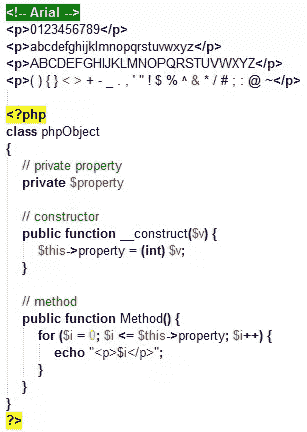 <!-- Arial -->
<p>0123456789</p>
<p>abcdefghijklmnopqrstuvwxyz</p>
<p>ABCDEFGHIJKLMNOPQRSTUVWXYZ</p>
<p>( ) { } < > + - _ . , ' " ! $ % ^ & * / # ; : @ ~</p>
<?php
class phpObject
{
// private property
private $property
// constructor
public function __construct($v) {
$this->property = (int) $v;
}
// method
public function Method() {
for ($i = 0; $i <= $this->property; $i++) {
echo "<p>$i</p>";
}
}
}
?>